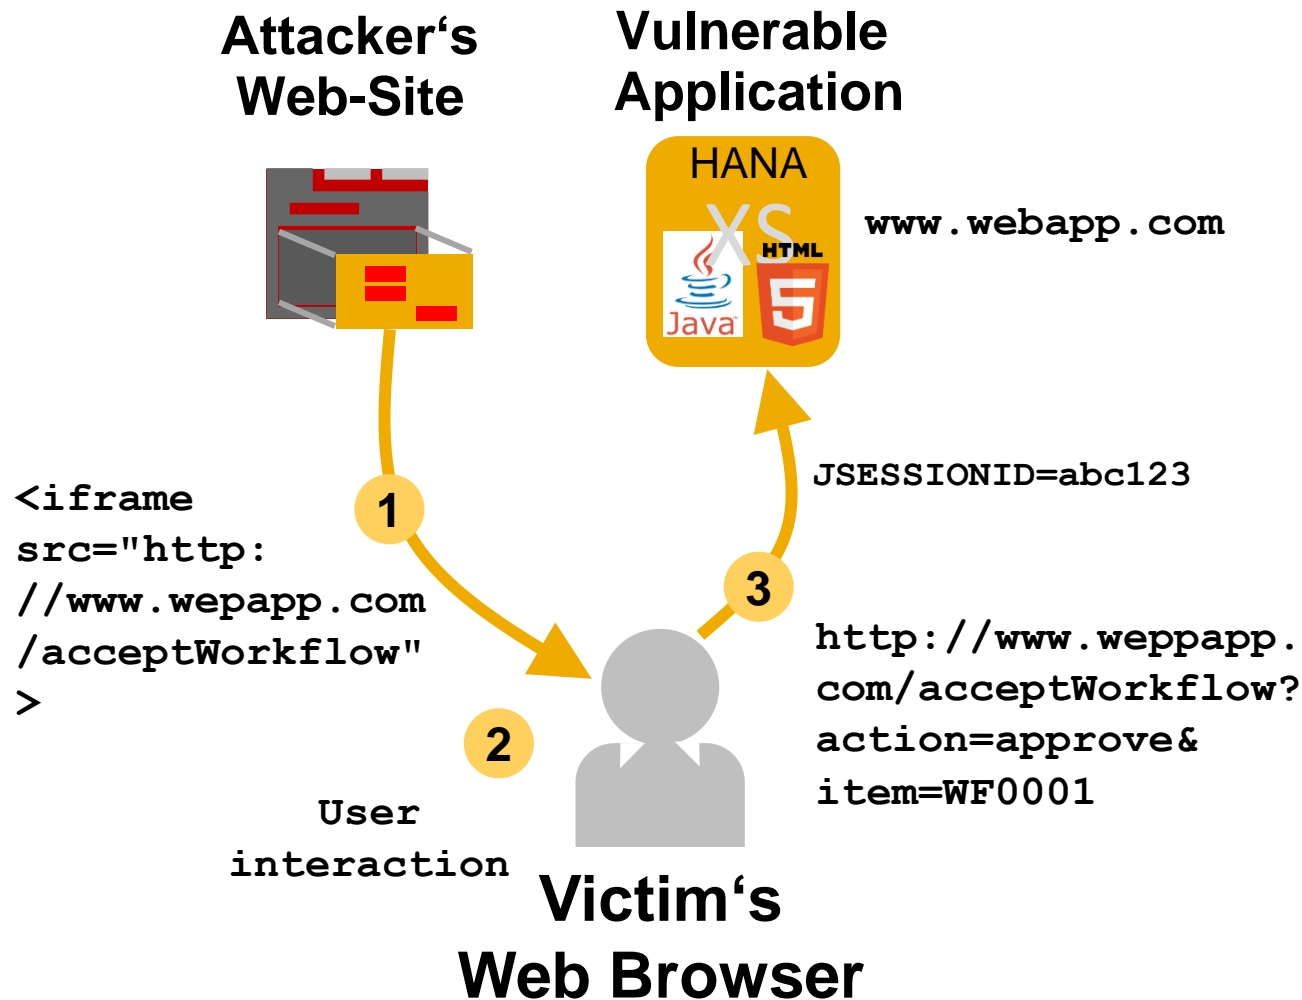 Attacker‘s
Web-Site
Vulnerable
Application
HANA
XS
HTML
5
Java
www.webapp.com
JSESSIONID=abc123
<iframe
src="http:
//www.wepapp.com
/acceptWorkflow"
>
1
3
2
http://www.weppapp.
com/acceptWorkflow?
action=approve&
item=WF0001
User
interaction
Victim‘s
Web Browser